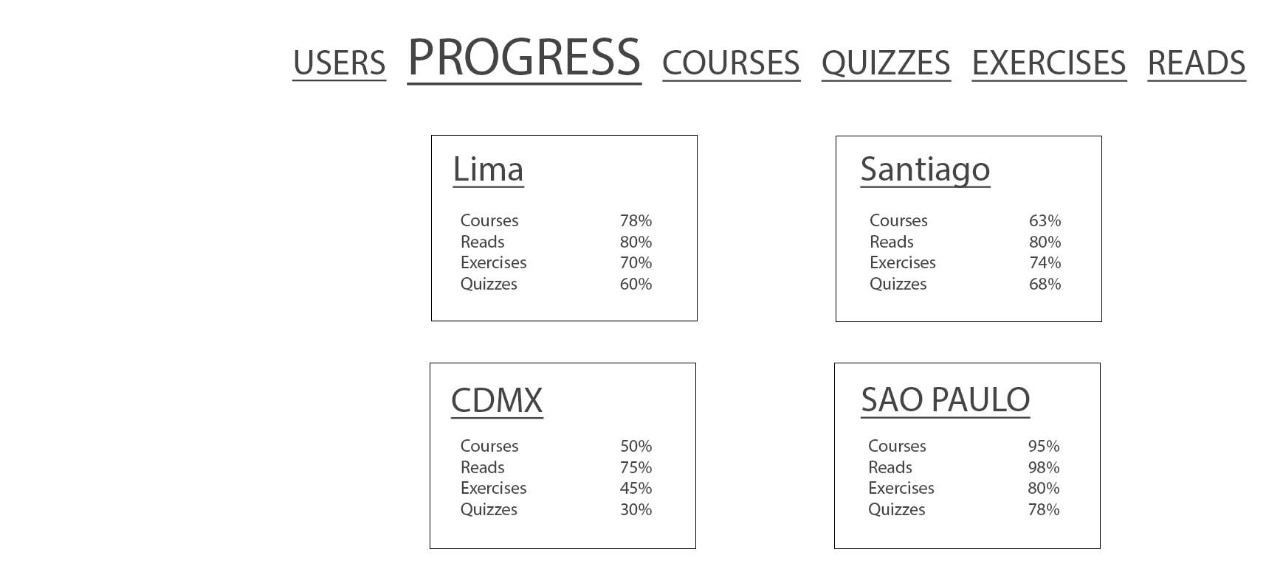 USERS PROGRESS COURSES QUIZZES EXERCISES READS
Lima
Courses 78%
Reads 80%
Exercises 70%
Quizzes 60%
Santiago
Courses 63%
Reads 80%
Exercises 74%
Quizzes 68%
CDMX
Courses 50%
Reads 75%
Exercises 45%
Quizzes 30%
SAO PAULO
Courses 95%
Reads 98%
Exercises 80%
Quizzes 78%